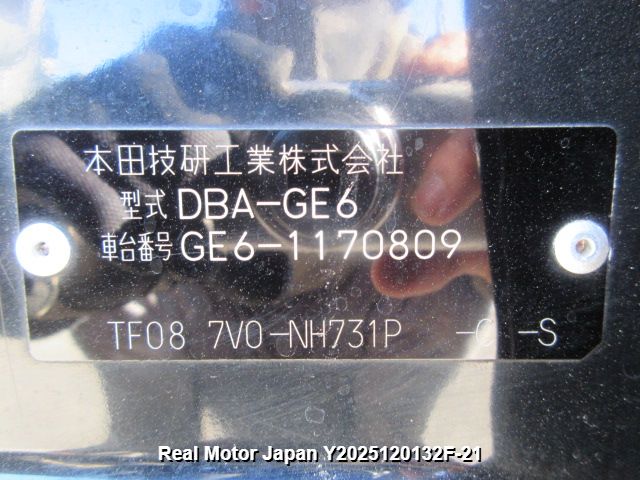 本田技研工業株式会社
型式 DBA-GE6
車台番号 GE6-1170809
TF08 7V0-NH731P -C -S
Real Motor Japan Y2025120132F-21